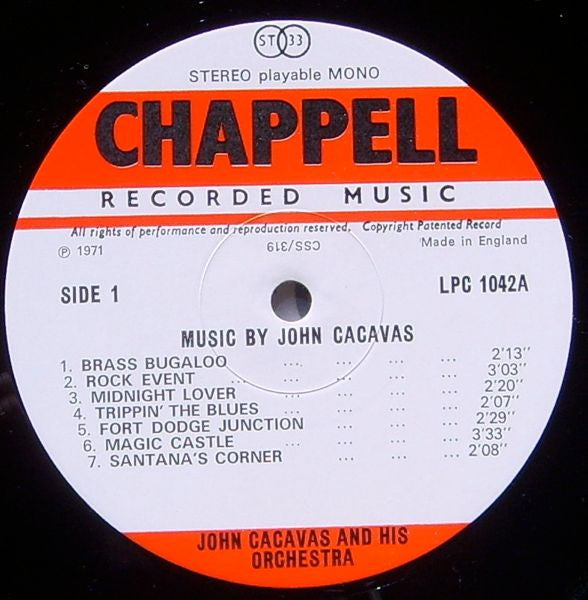 ST 33
STEREO playable MONO
CHAPPELL
RECORDED MUSIC
All rights of performance and reproduction reserved. Copyright Patented Record
℗ 1971 CSS/319 Made in England
SIDE 1 LPC 1042A
MUSIC BY JOHN CACAVAS
1. BRASS BUGALOO ... ... ... 2'13''
2. ROCK EVENT ... ... ... ... 3'03''
3. MIDNIGHT LOVER ... ... ... 2'20''
4. TRIPPIN' THE BLUES ... ... ... 2'07''
5. FORT DODGE JUNCTION ... ... 2'29''
6. MAGIC CASTLE ... ... ... 3'33''
7. SANTANA'S CORNER ... ... 2'08''
JOHN CACAVAS AND HIS
ORCHESTRA